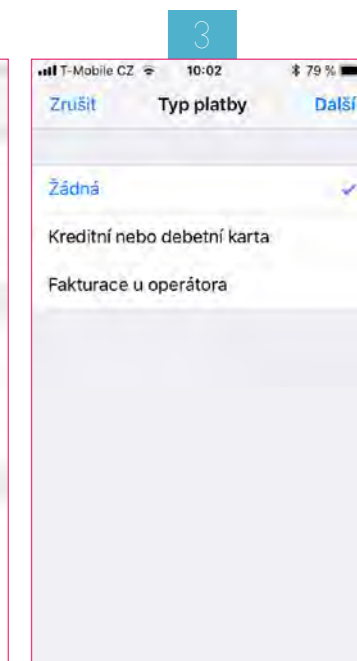 3
T-Mobile CZ 10:02 79 %
Zrušit Typ platby Další
Žádná
Kreditní nebo debetní karta
Fakturace u operátora